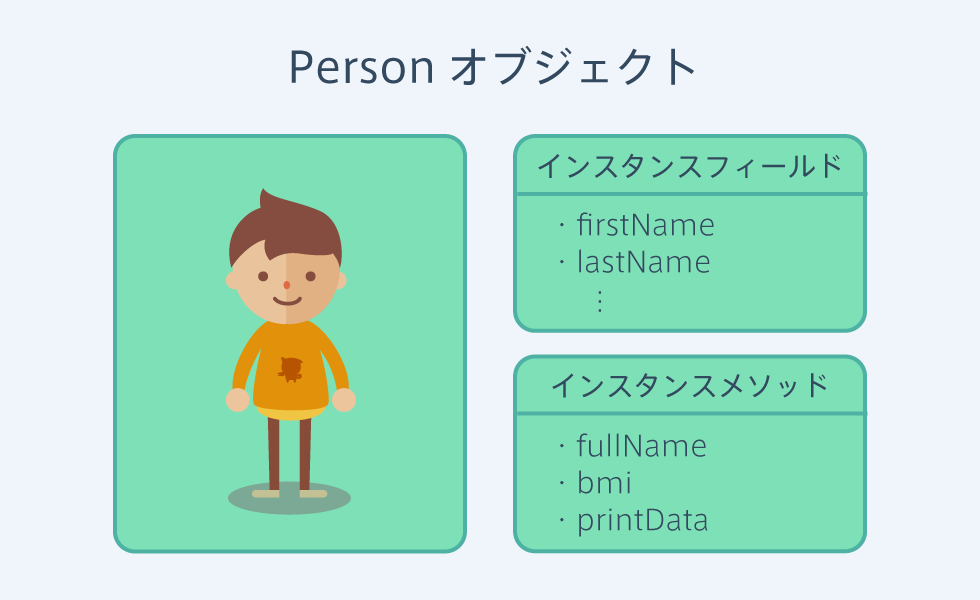 Person オブジェクト
インスタンスフィールド
・firstName
・lastName
⋮
インスタンスメソッド
・fullName
・bmi
・printData